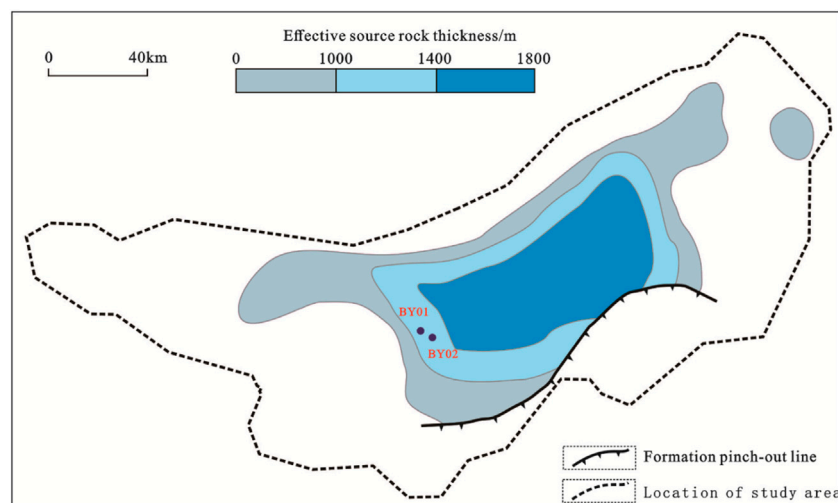 Effective source rock thickness/m
0 40km
0 1000 1400 1800
BY01
BY02
Formation pinch-out line
Location of study area